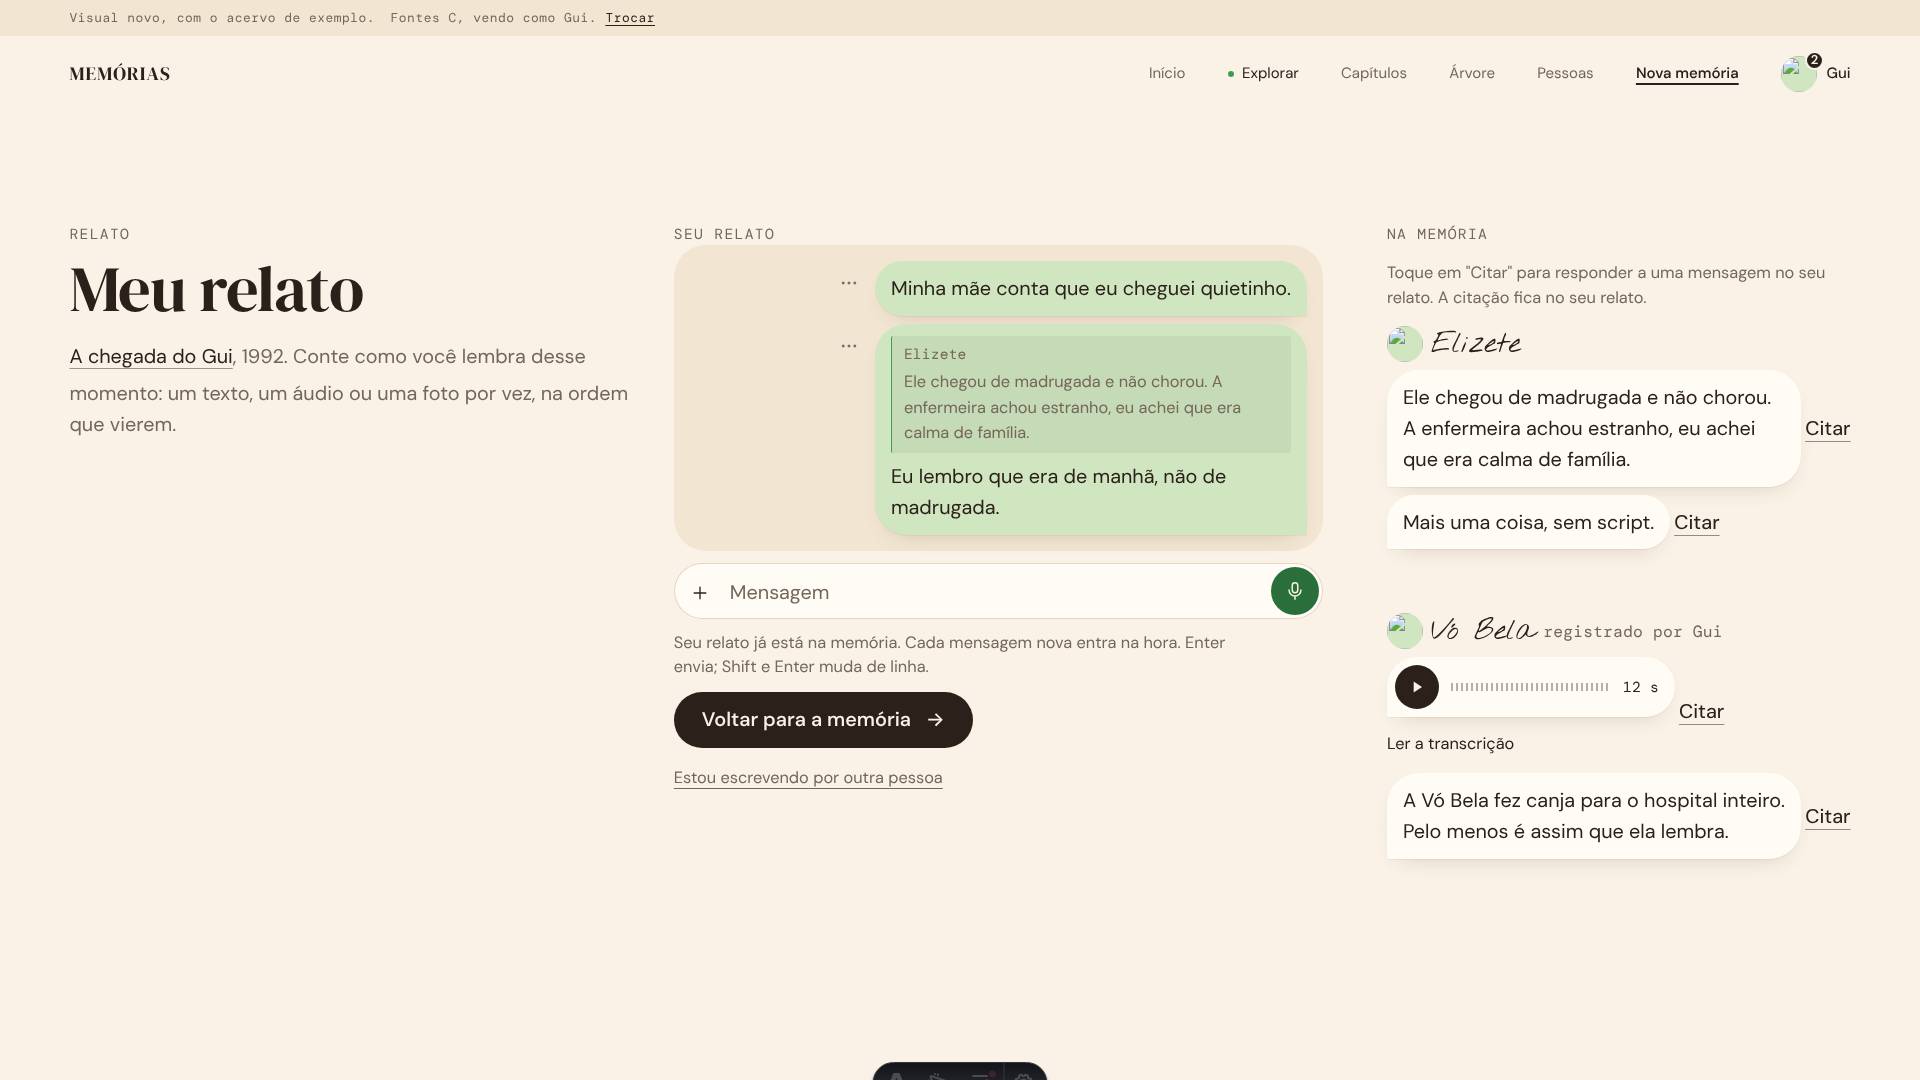 Visual novo, com o acervo de exemplo. Fontes C, vendo como Gui. Trocar
MEMÓRIAS
Início
Explorar
Capítulos
Árvore
Pessoas
Nova memória
2
Gui
RELATO
Meu relato
A chegada do Gui, 1992. Conte como você lembra desse
momento: um texto, um áudio ou uma foto por vez, na ordem
que vierem.
SEU RELATO
Minha mãe conta que eu cheguei quietinho.
Elizete
Ele chegou de madrugada e não chorou. A
enfermeira achou estranho, eu achei que era
calma de família.
Eu lembro que era de manhã, não de
madrugada.
Mensagem
Seu relato já está na memória. Cada mensagem nova entra na hora. Enter
envia; Shift e Enter muda de linha.
Voltar para a memória →
Estou escrevendo por outra pessoa
NA MEMÓRIA
Toque em "Citar" para responder a uma mensagem no seu
relato. A citação fica no seu relato.
Elizete
Ele chegou de madrugada e não chorou.
A enfermeira achou estranho, eu achei
que era calma de família.
Citar
Mais uma coisa, sem script.
Citar
Vó Bela registrado por Gui
12 s
Citar
Ler a transcrição
A Vó Bela fez canja para o hospital inteiro.
Pelo menos é assim que ela lembra.
Citar